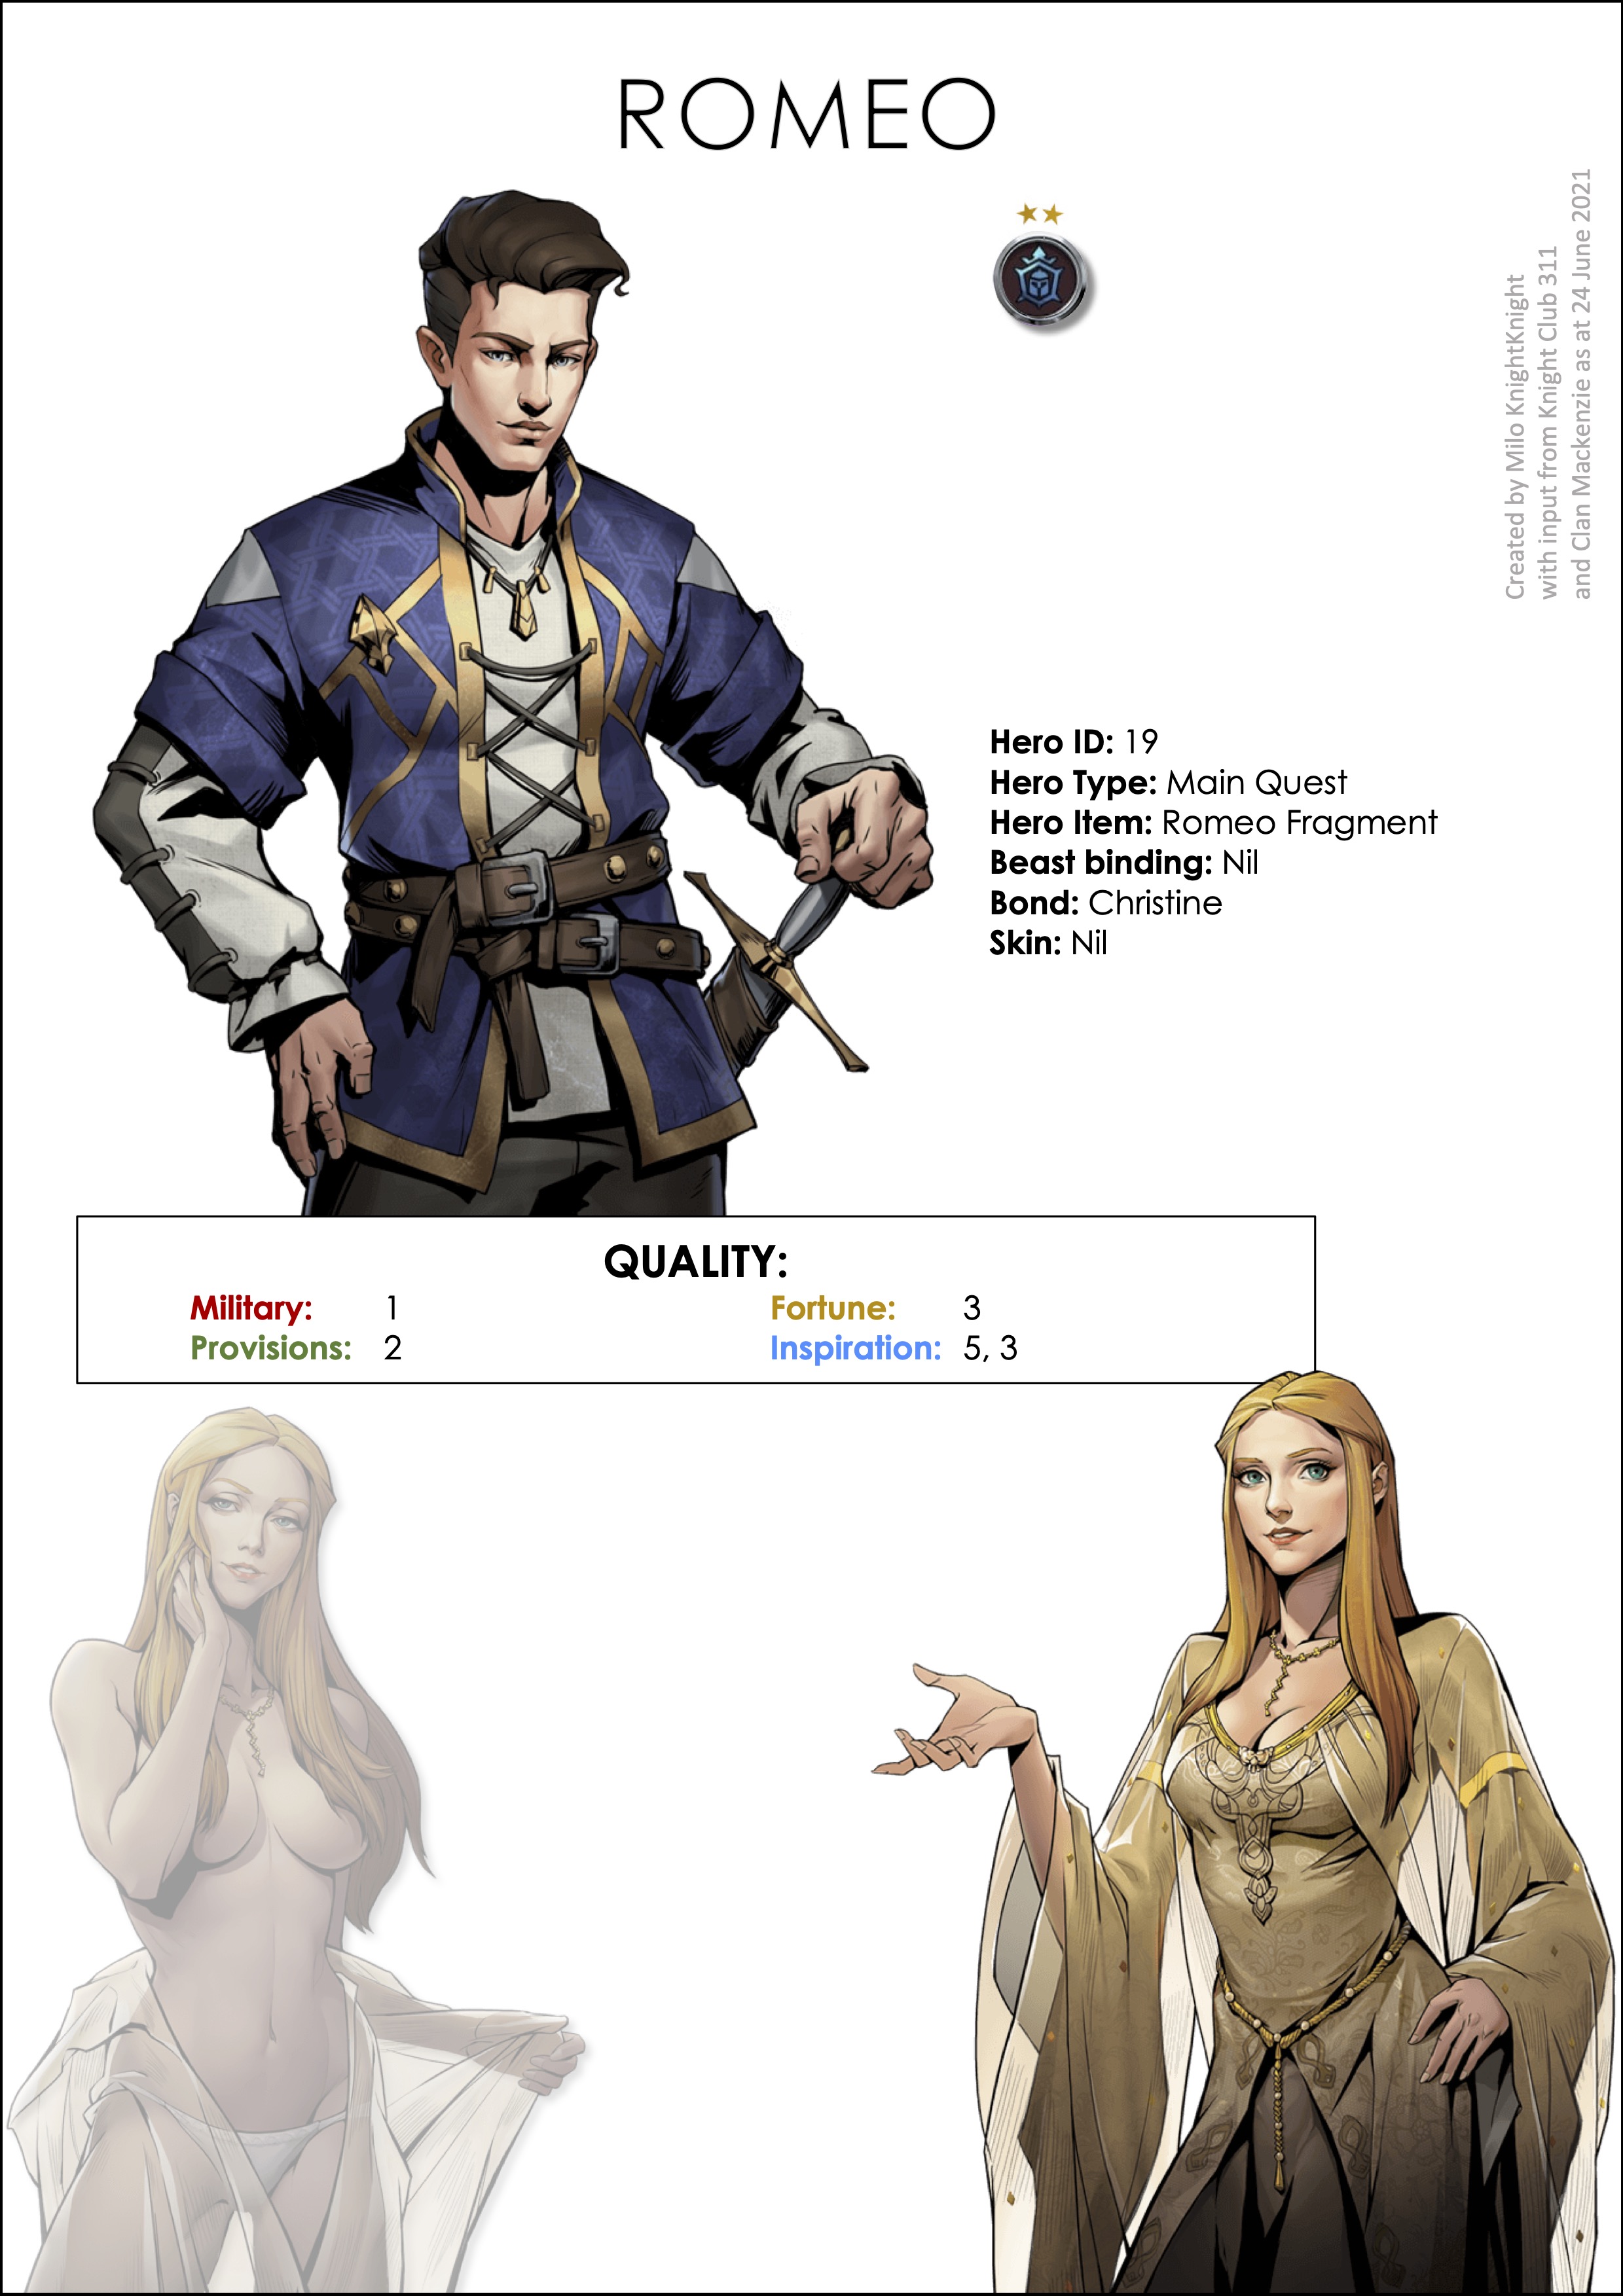 ROMEO
Created by Milo KnightKnight
with input from Knight Club 311
and Clan Mackenzie as at 24 June 2021
Hero ID: 19
Hero Type: Main Quest
Hero Item: Romeo Fragment
Beast binding: Nil
Bond: Christine
Skin: Nil
QUALITY:
Military: 1 Fortune: 3
Provisions: 2 Inspiration: 5, 3